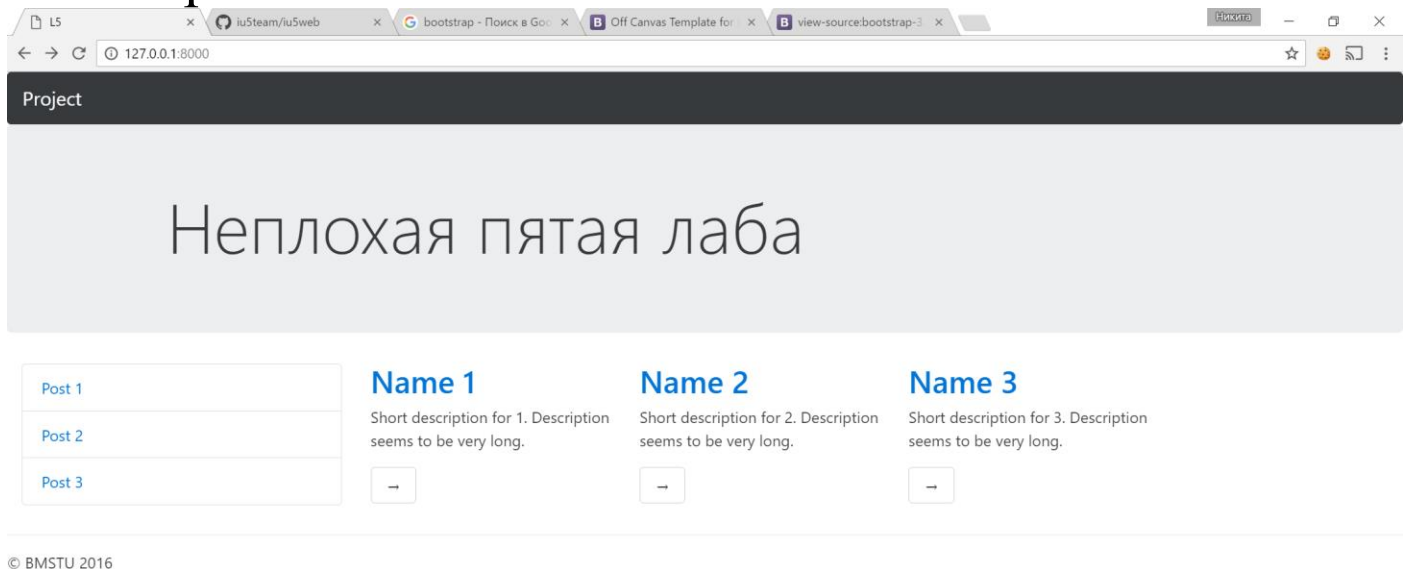 L5
iu5team/iu5web
bootstrap - Поиск в Goo
Off Canvas Template for
view-source:bootstrap-3
Никита
127.0.0.1:8000
Project
Неплохая пятая лаба
Post 1
Post 2
Post 3
Name 1
Short description for 1. Description
seems to be very long.
→
Name 2
Short description for 2. Description
seems to be very long.
→
Name 3
Short description for 3. Description
seems to be very long.
→
© BMSTU 2016